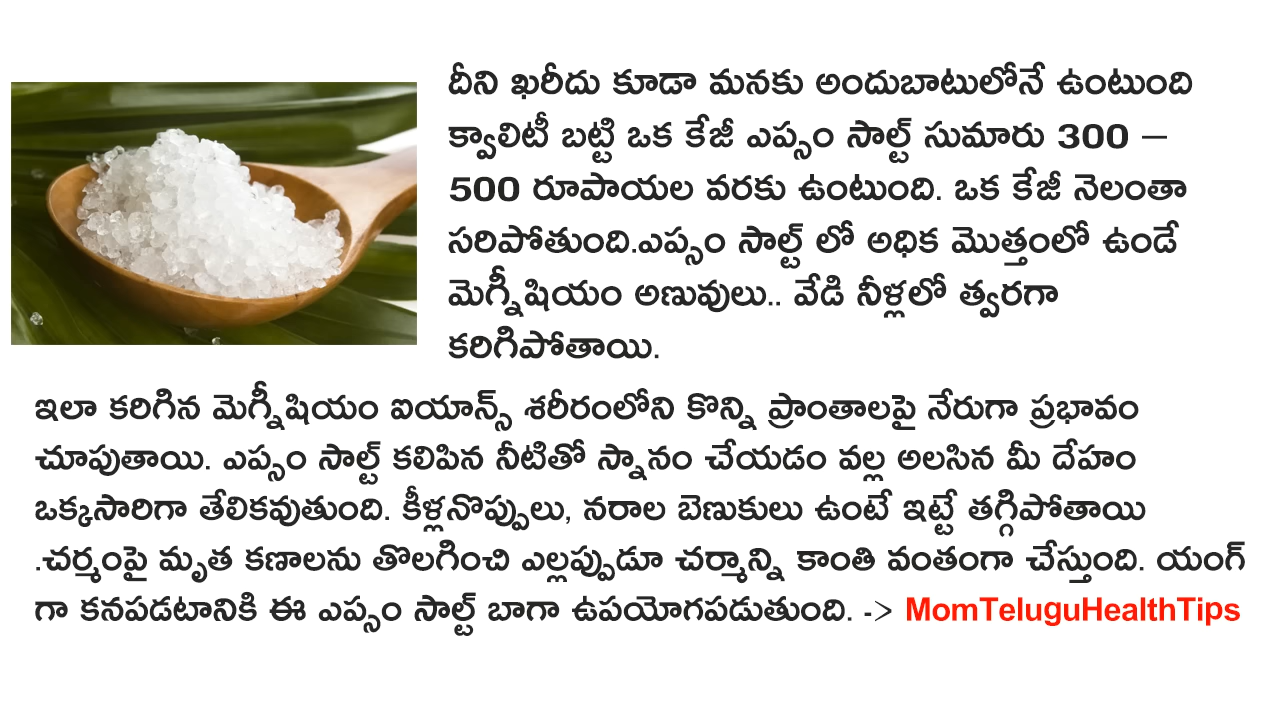 దీని ఖరీదు కూడా మనకు అందుబాటులోనే ఉంటుంది
క్వాలిటీ బట్టి ఒక కేజీ ఎప్సం సాల్ట్ సుమారు 300 –
500 రూపాయల వరకు ఉంటుంది. ఒక కేజీ నెలంతా
సరిపోతుంది.ఎప్సం సాల్ట్ లో అధిక మొత్తంలో ఉండే
మెగ్నీషియం అణువులు.. వేడి నీళ్లలో త్వరగా
కరిగిపోతాయి.
ఇలా కరిగిన మెగ్నీషియం ఐయాన్స్ శరీరంలోని కొన్ని ప్రాంతాలపై నేరుగా ప్రభావం
చూపుతాయి. ఎప్సం సాల్ట్ కలిపిన నీటితో స్నానం చేయడం వల్ల అలసిన మీ దేహం
ఒక్కసారిగా తేలికవుతుంది. కీళ్లనొప్పులు, నరాల బెణుకులు ఉంటే ఇట్టే తగ్గిపోతాయి
.చర్మంపై మృత కణాలను తొలగించి ఎల్లప్పుడూ చర్మాన్ని కాంతి వంతంగా చేస్తుంది. యంగ్
గా కనపడటానికి ఈ ఎప్సం సాల్ట్ బాగా ఉపయోగపడుతుంది. -> MomTeluguHealthTips